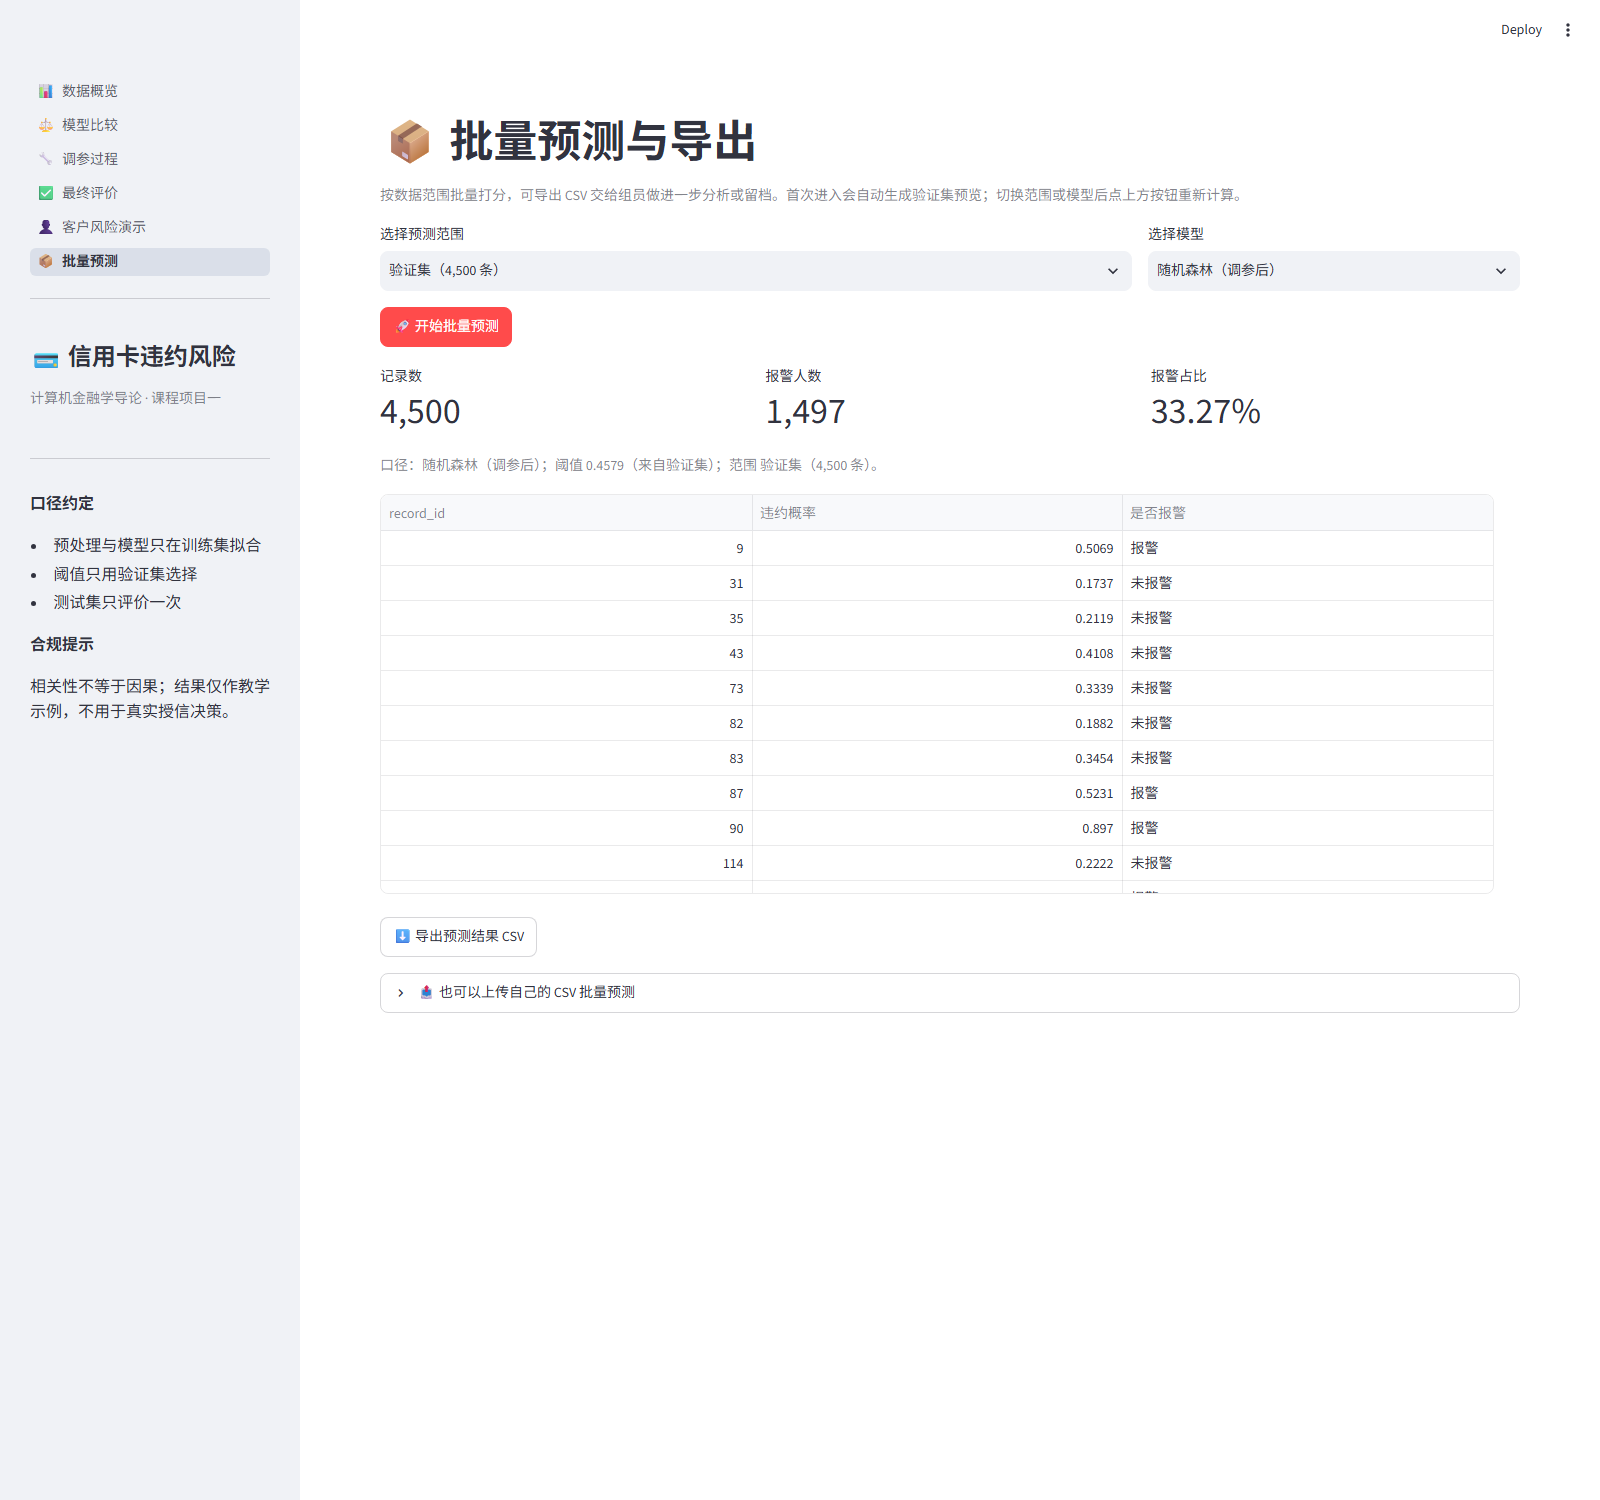 Deploy
数据概览
模型比较
调参过程
最终评价
客户风险演示
批量预测
信用卡违约风险
计算机金融学导论 · 课程项目一
口径约定
预处理与模型只在训练集拟合
阈值只用验证集选择
测试集只评价一次
合规提示
相关性不等于因果；结果仅作教学
示例，不用于真实授信决策。
批量预测与导出
按数据范围批量打分，可导出 CSV 交给组员做进一步分析或留档。首次进入会自动生成验证集预览；切换范围或模型后点上方按钮重新计算。
选择预测范围 选择模型
验证集（4,500 条） 随机森林（调参后）
开始批量预测
记录数 报警人数 报警占比
4,500 1,497 33.27%
口径：随机森林（调参后）；阈值 0.4579（来自验证集）；范围 验证集（4,500 条）。
record_id 违约概率 是否报警
9 0.5069 报警
31 0.1737 未报警
35 0.2119 未报警
43 0.4108 未报警
73 0.3339 未报警
82 0.1882 未报警
83 0.3454 未报警
87 0.5231 报警
90 0.897 报警
114 0.2222 未报警
导出预测结果 CSV
也可以上传自己的 CSV 批量预测